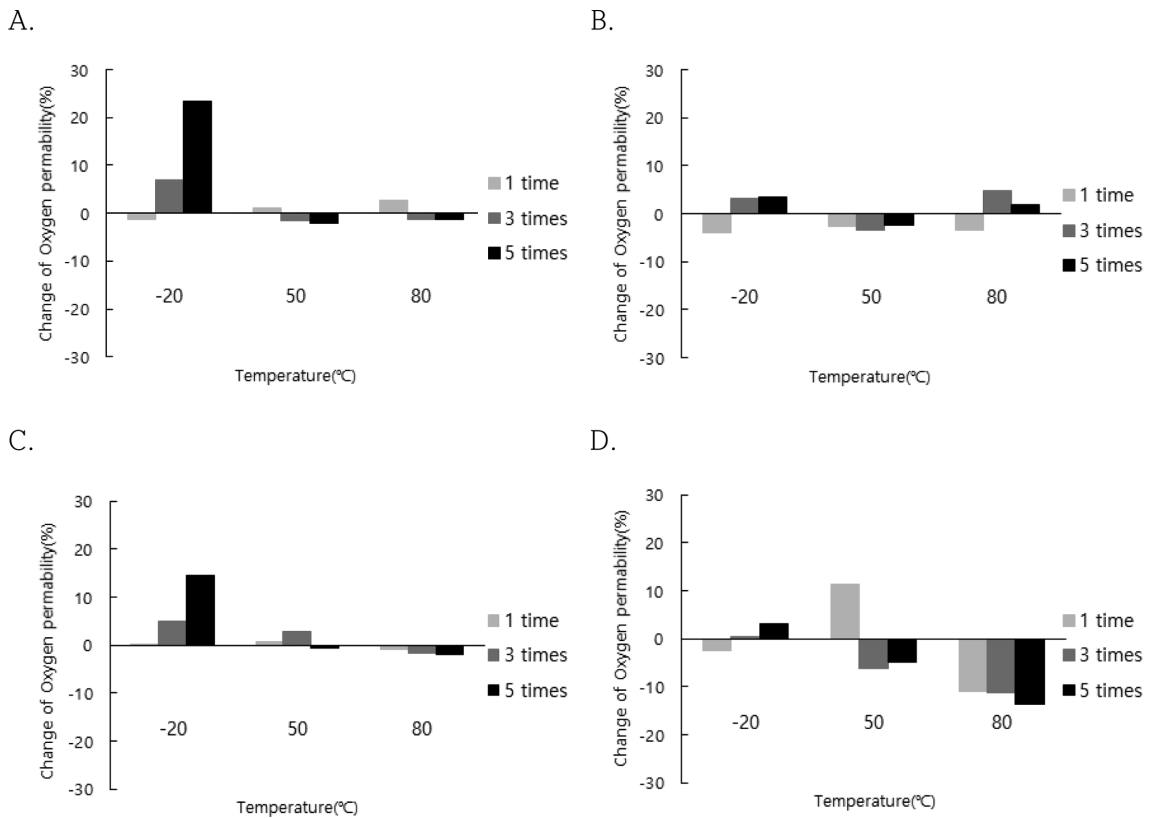 A.
Change of Oxygen permability(%)
30
20
10
0
-10
-20
-30
-20 50 80
Temperature(℃)
1 time
3 times
5 times
B.
Change of Oxygen permability(%)
30
20
10
0
-10
-20
-30
-20 50 80
Temperature(℃)
1 time
3 times
5 times
C.
Change of Oxygen permability(%)
30
20
10
0
-10
-20
-30
-20 50 80
Temperature(℃)
1 time
3 times
5 times
D.
Change of Oxygen permability(%)
30
20
10
0
-10
-20
-30
-20 50 80
Temperature(℃)
1 time
3 times
5 times